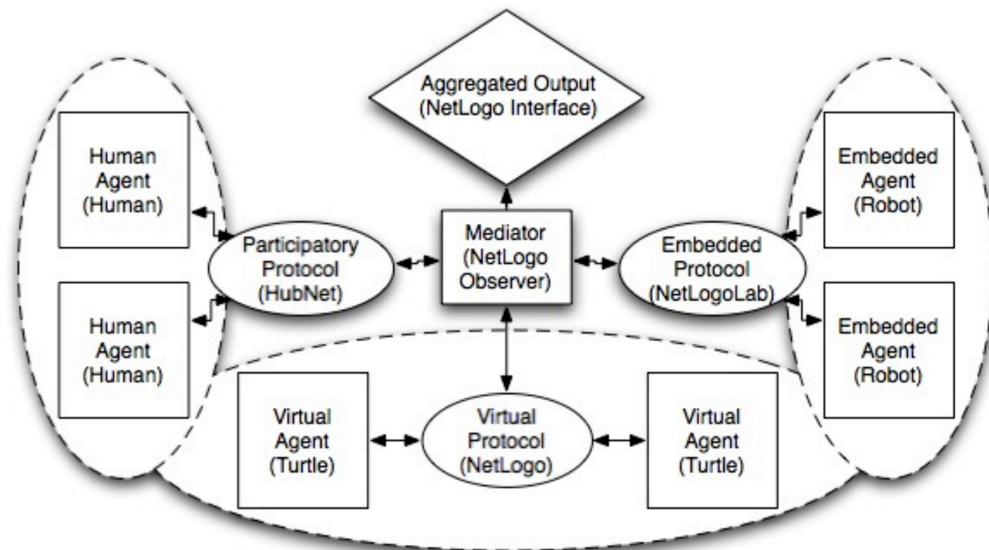 Aggregated Output
(NetLogo Interface)
Human
Agent
(Human)
Embedded
Agent
(Robot)
Participatory
Protocol
(HubNet)
Mediator
(NetLogo
Observer)
Embedded
Protocol
(NetLogoLab)
Human
Agent
(Human)
Embedded
Agent
(Robot)
Virtual
Agent
(Turtle)
Virtual
Protocol
(NetLogo)
Virtual
Agent
(Turtle)